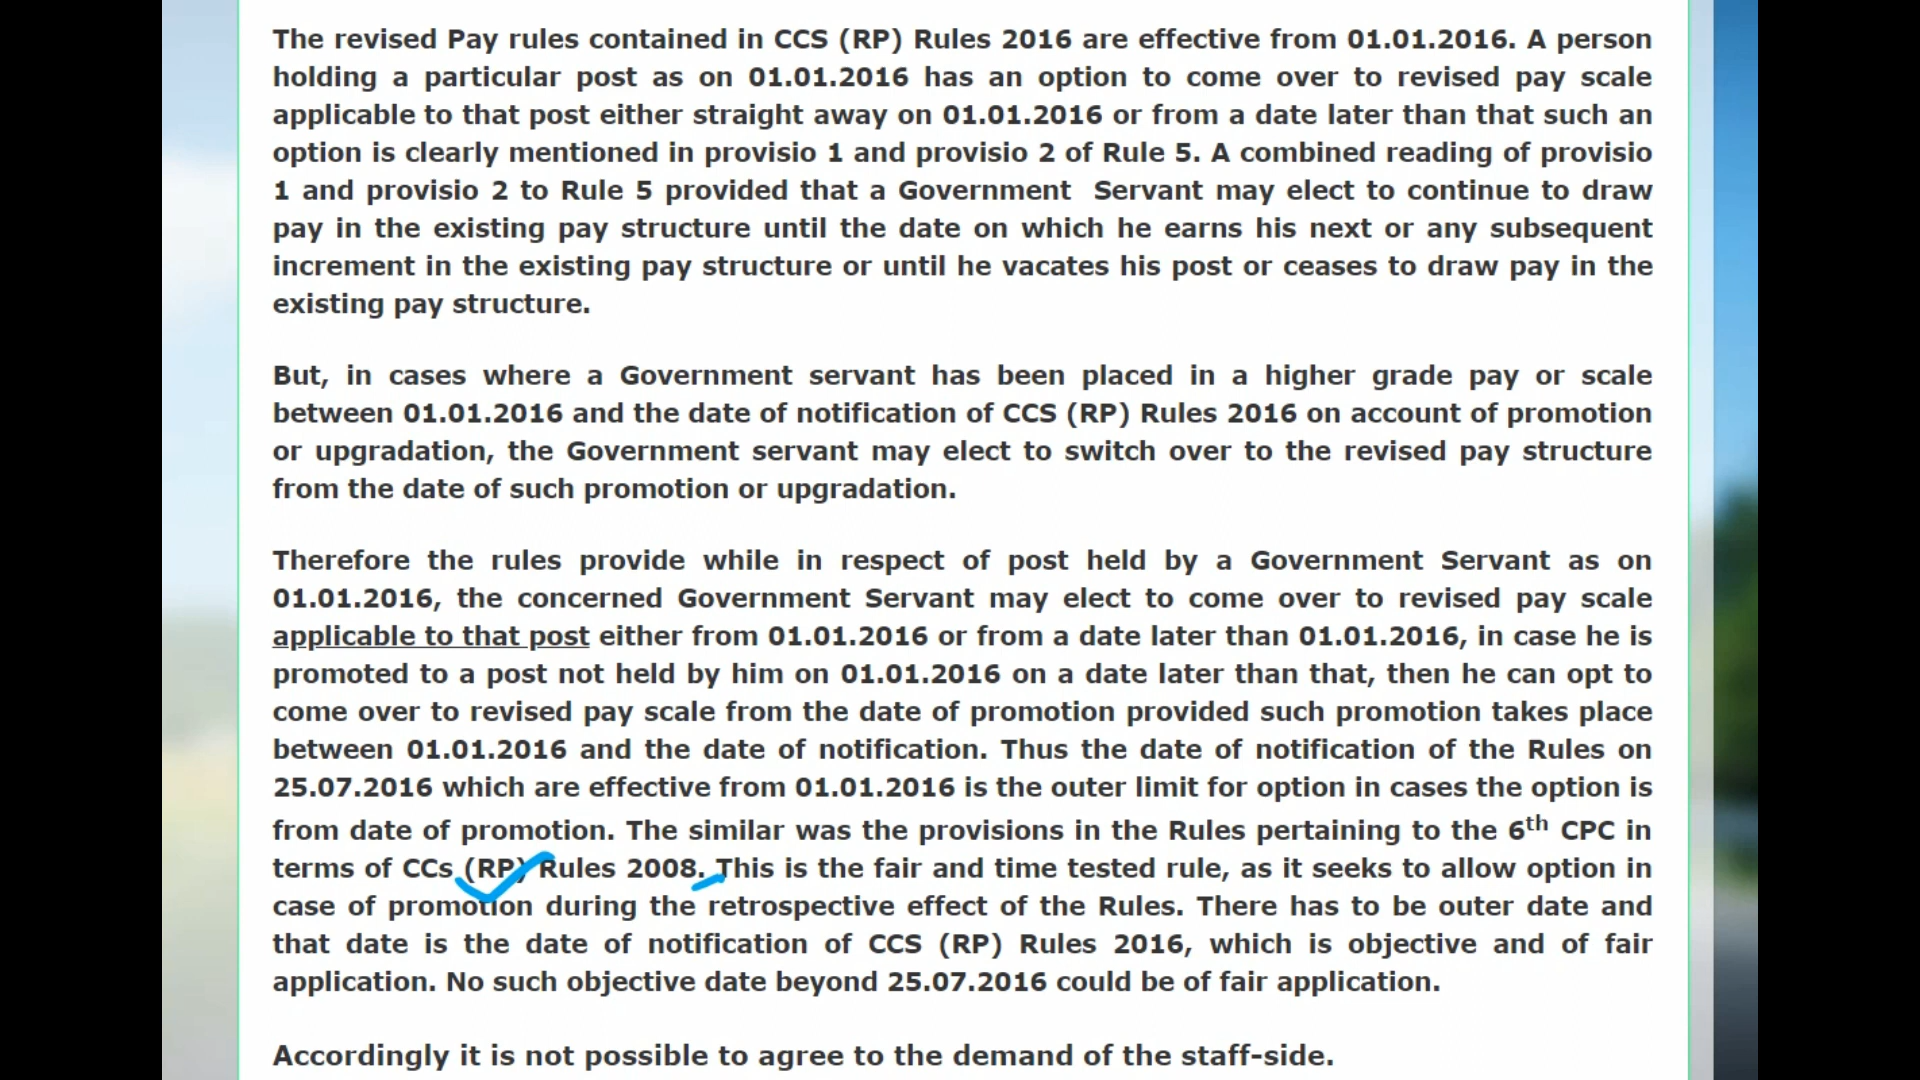 The revised Pay rules contained in CCS (RP) Rules 2016 are effective from 01.01.2016. A person
holding a particular post as on 01.01.2016 has an option to come over to revised pay scale
applicable to that post either straight away on 01.01.2016 or from a date later than that such an
option is clearly mentioned in provisio 1 and provisio 2 of Rule 5. A combined reading of provisio
1 and provisio 2 to Rule 5 provided that a Government Servant may elect to continue to draw
pay in the existing pay structure until the date on which he earns his next or any subsequent
increment in the existing pay structure or until he vacates his post or ceases to draw pay in the
existing pay structure.
But, in cases where a Government servant has been placed in a higher grade pay or scale
between 01.01.2016 and the date of notification of CCS (RP) Rules 2016 on account of promotion
or upgradation, the Government servant may elect to switch over to the revised pay structure
from the date of such promotion or upgradation.
Therefore the rules provide while in respect of post held by a Government Servant as on
01.01.2016, the concerned Government Servant may elect to come over to revised pay scale
applicable to that post either from 01.01.2016 or from a date later than 01.01.2016, in case he is
promoted to a post not held by him on 01.01.2016 on a date later than that, then he can opt to
come over to revised pay scale from the date of promotion provided such promotion takes place
between 01.01.2016 and the date of notification. Thus the date of notification of the Rules on
25.07.2016 which are effective from 01.01.2016 is the outer limit for option in cases the option is
from date of promotion. The similar was the provisions in the Rules pertaining to the 6th CPC in
terms of CCs (RP) Rules 2008. This is the fair and time tested rule, as it seeks to allow option in
case of promotion during the retrospective effect of the Rules. There has to be outer date and
that date is the date of notification of CCS (RP) Rules 2016, which is objective and of fair
application. No such objective date beyond 25.07.2016 could be of fair application.
Accordingly it is not possible to agree to the demand of the staff-side.